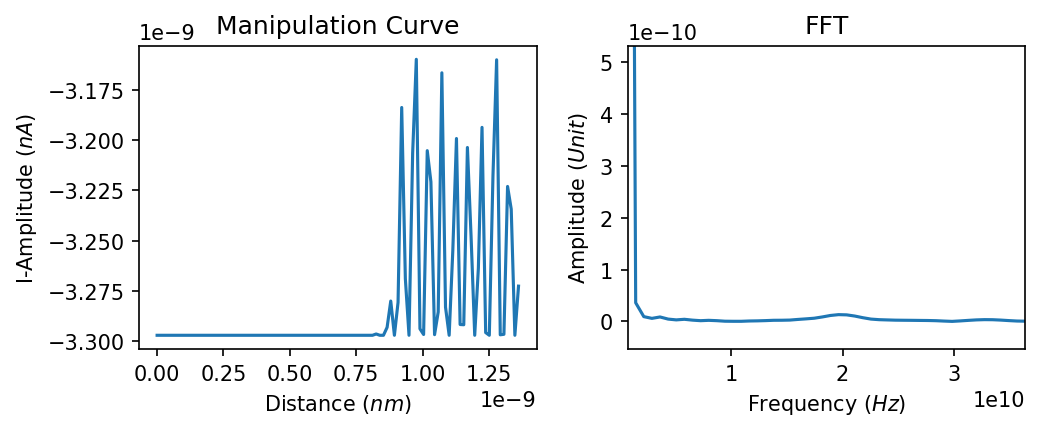 Manipulation Curve
1e−9
I-Amplitude (nA)
−3.175
−3.200
−3.225
−3.250
−3.275
−3.300
0.00 0.25 0.50 0.75 1.00 1.25
1e−9
Distance (nm)
FFT
1e−10
Amplitude (Unit)
5
4
3
2
1
0
1 2 3
1e10
Frequency (Hz)